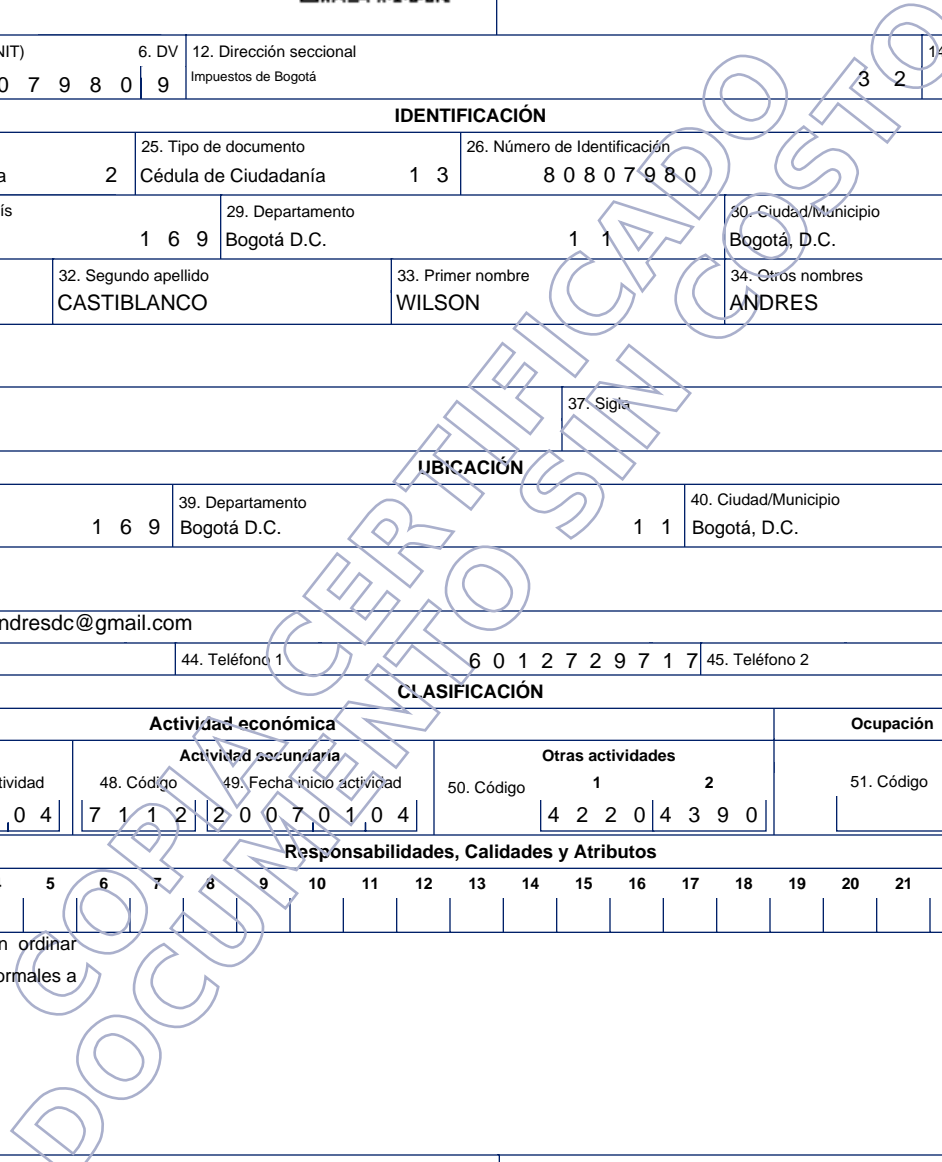 NIT) 6. DV 12. Dirección seccional 14
0 7 9 8 0 9 Impuestos de Bogotá 3 2
IDENTIFICACIÓN
25. Tipo de documento 26. Número de Identificación
a 2 Cédula de Ciudadanía 1 3 8 0 8 0 7 9 8 0
ís 29. Departamento 30. Ciudad/Municipio
1 6 9 Bogotá D.C. 1 1 Bogotá, D.C.
32. Segundo apellido 33. Primer nombre 34. Otros nombres
CASTIBLANCO WILSON ANDRES
37. Sigla
UBICACIÓN
39. Departamento 40. Ciudad/Municipio
1 6 9 Bogotá D.C. 1 1 Bogotá, D.C.
ndresdc@gmail.com
44. Teléfono 1 6 0 1 2 7 2 9 7 1 7 45. Teléfono 2
CLASIFICACIÓN
Actividad económica Ocupación
Actividad secundaria Otras actividades
tividad 48. Código 49. Fecha inicio actividad 50. Código 1 2 51. Código
0 4 7 1 1 2 2 0 0 7 0 1 0 4 4 2 2 0 4 3 9 0
Responsabilidades, Calidades y Atributos
5 6 7 8 9 10 11 12 13 14 15 16 17 18 19 20 21
n ordinar
ormales a
COPIA CERTIFICADO
DOCUMENTO SIN COSTO